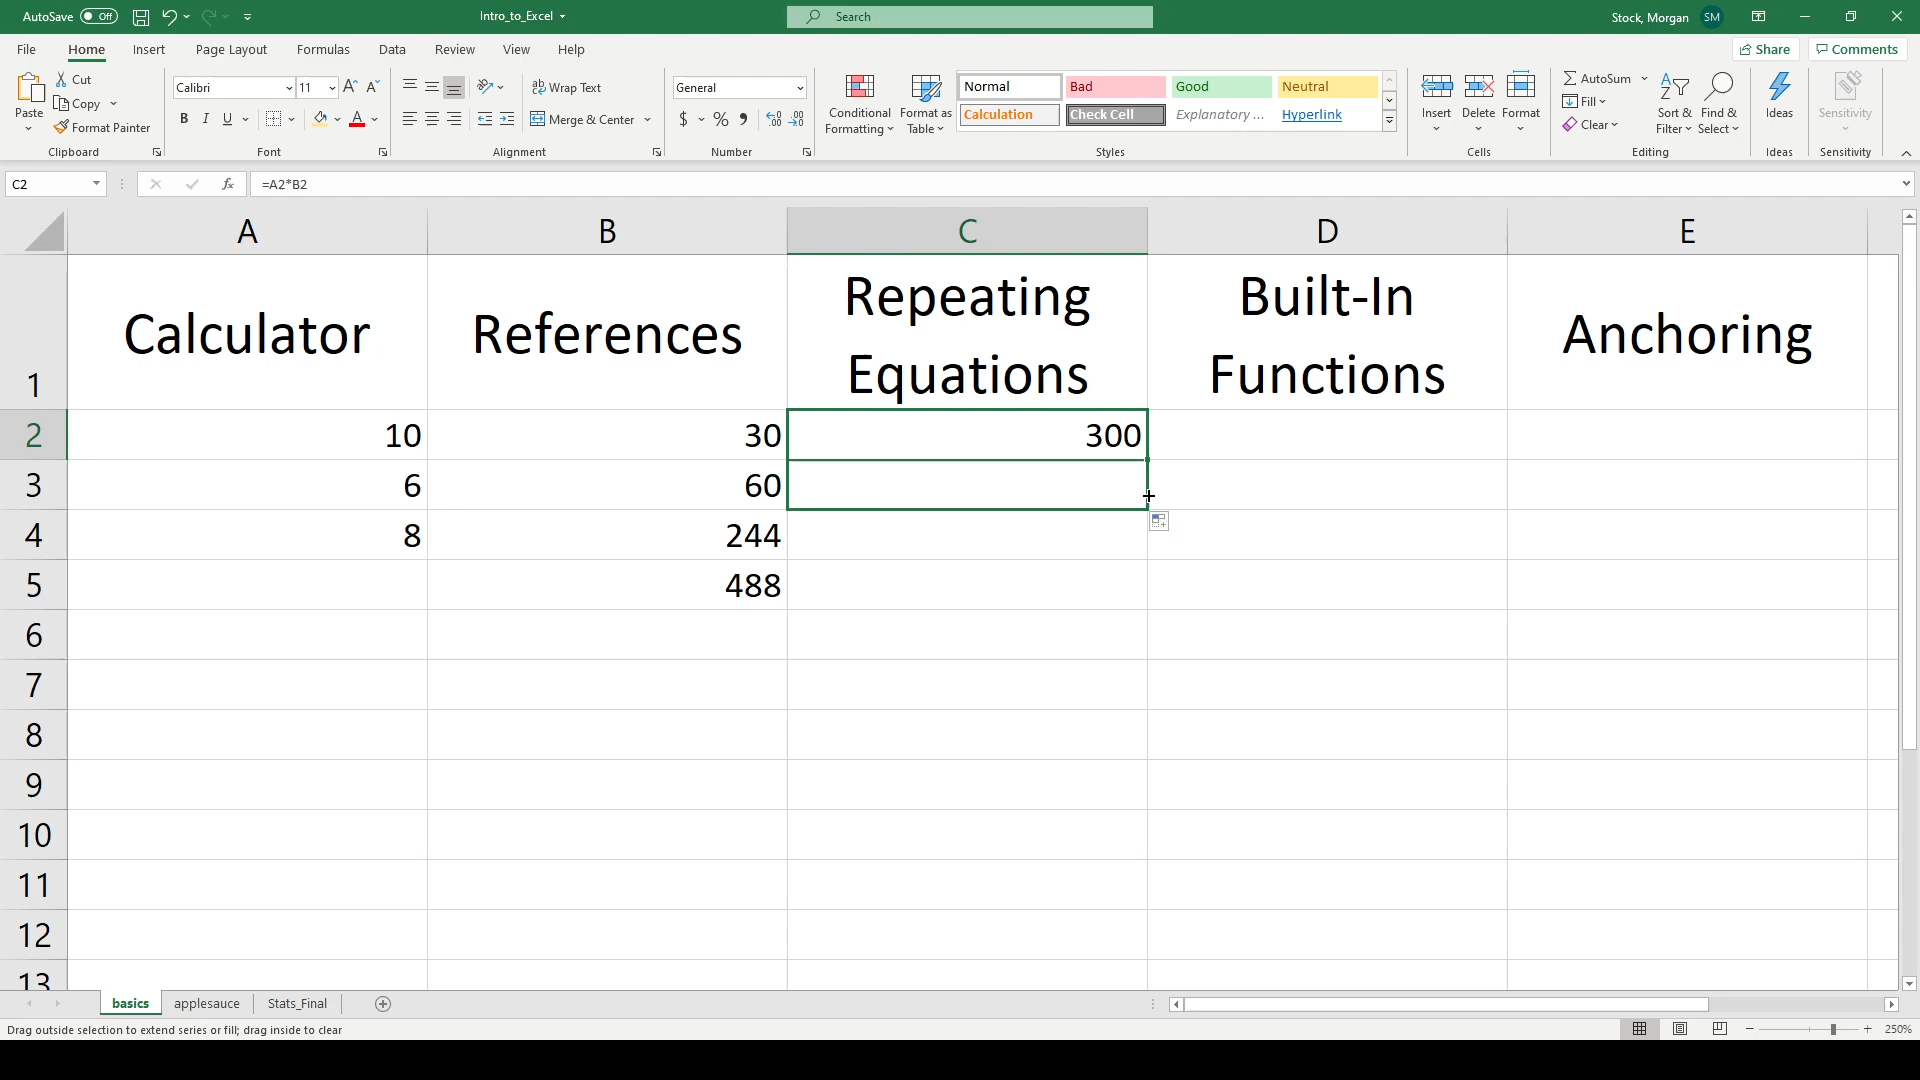 AutoSave Off Intro_to_Excel Search Stock, Morgan SM
File Home Insert Page Layout Formulas Data Review View Help Share Comments
Paste
Cut
Copy
Format Painter
Clipboard
Calibri 11
B I U
Font
Wrap Text
Merge & Center
Alignment
General
$ % 9
Number
Conditional
Formatting
Format as
Table
Normal Bad Good Neutral
Calculation Check Cell Explanatory ... Hyperlink
Styles
Insert Delete Format
Cells
AutoSum
Fill
Clear
Sort &
Filter
Find &
Select
Editing
Ideas
Ideas
Sensitivity
Sensitivity
C2 fx =A2*B2
A B C D E
1 Calculator References Repeating
Equations Built-In
Functions Anchoring
2 10 30 300
3 6 60
4 8 244
5 488
6
7
8
9
10
11
12
13
basics applesauce Stats_Final
Drag outside selection to extend series or fill; drag inside to clear 250%